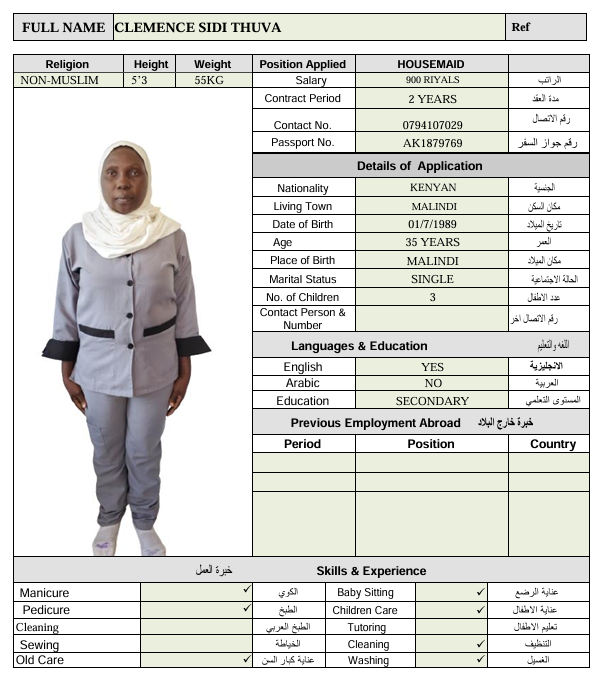 FULL NAME CLEMENCE SIDI THUVA Ref
Religion Height Weight Position Applied HOUSEMAID
NON-MUSLIM 5'3 55KG Salary 900 RIYALS الراتب
Contract Period 2 YEARS مدة العقد
Contact No. 0794107029 رقم الاتصال
Passport No. AK1879769 رقم جواز السفر
Details of Application
Nationality KENYAN الجنسية
Living Town MALINDI مكان السكن
Date of Birth 01/7/1989 تاريخ الميلاد
Age 35 YEARS العمر
Place of Birth MALINDI مكان الميلاد
Marital Status SINGLE الحالة الاجتماعية
No. of Children 3 عدد الاطفال
Contact Person & Number رقم الاتصال اخر
Languages & Education اللغه والتعليم
English YES الانجليزية
Arabic NO العربية
Education SECONDARY المستوى التعلمي
Previous Employment Abroad خبرة خارج البلاد
Period Position Country
خبرة العمل Skills & Experience
Manicure ✓ الكوي Baby Sitting ✓ عناية الرضع
Pedicure ✓ الطبخ Children Care ✓ عناية الاطفال
Cleaning الطبخ العربي Tutoring تعليم الاطفال
Sewing الخياطة Cleaning ✓ التنظيف
Old Care ✓ عناية كبار السن Washing ✓ الغسيل